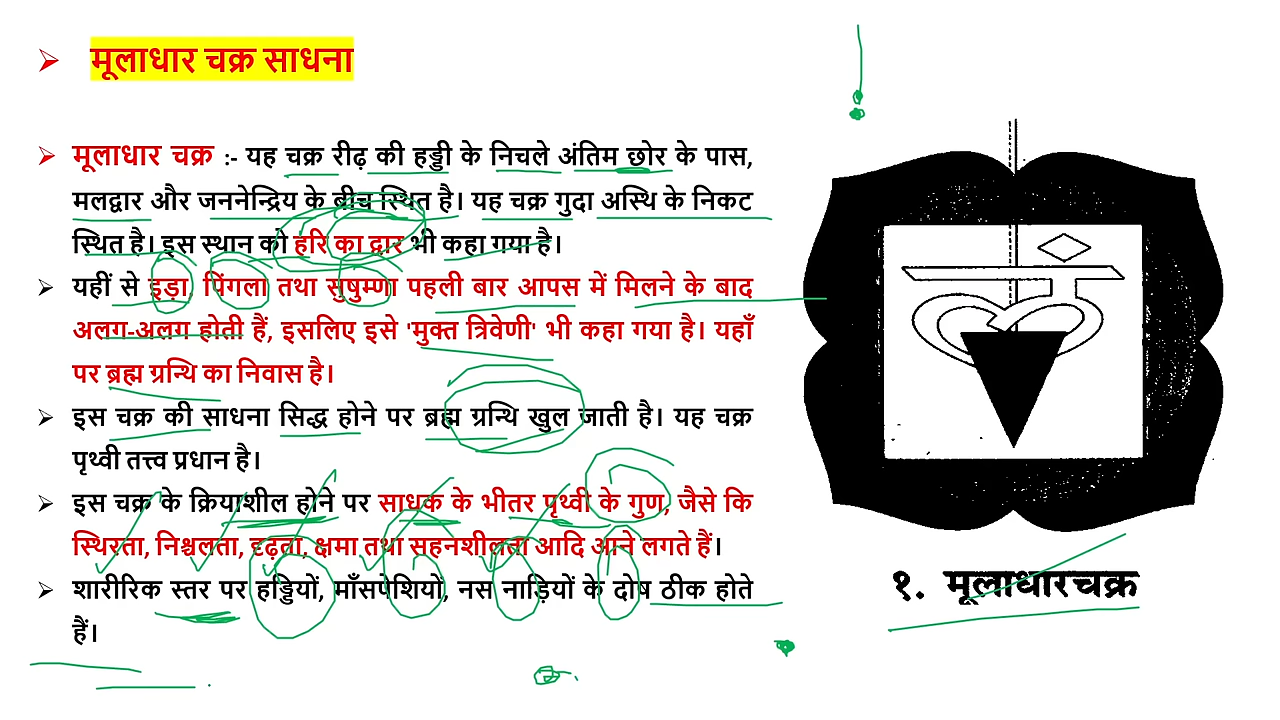 मूलाधार चक्र साधना
मूलाधार चक्र :- यह चक्र रीढ़ की हड्डी के निचले अंतिम छोर के पास,
मलद्वार और जननेन्द्रिय के बीच स्थित है। यह चक्र गुदा अस्थि के निकट
स्थित है। इस स्थान को हरि का द्वार भी कहा गया है।
यहीं से इड़ा, पिंगला तथा सुषुम्णा पहली बार आपस में मिलने के बाद
अलग-अलग होती हैं, इसलिए इसे 'मुक्त त्रिवेणी' भी कहा गया है। यहाँ
पर ब्रह्म ग्रन्थि का निवास है।
इस चक्र की साधना सिद्ध होने पर ब्रह्म ग्रन्थि खुल जाती है। यह चक्र
पृथ्वी तत्त्व प्रधान है।
इस चक्र के क्रियाशील होने पर साधक के भीतर पृथ्वी के गुण, जैसे कि
स्थिरता, निश्चलता, दृढ़ता, क्षमा तथा सहनशीलता आदि आने लगते हैं।
शारीरिक स्तर पर हड्डियों, माँसपेशियों, नस नाड़ियों के दोष ठीक होते
हैं।
लं
१. मूलाधारचक्र